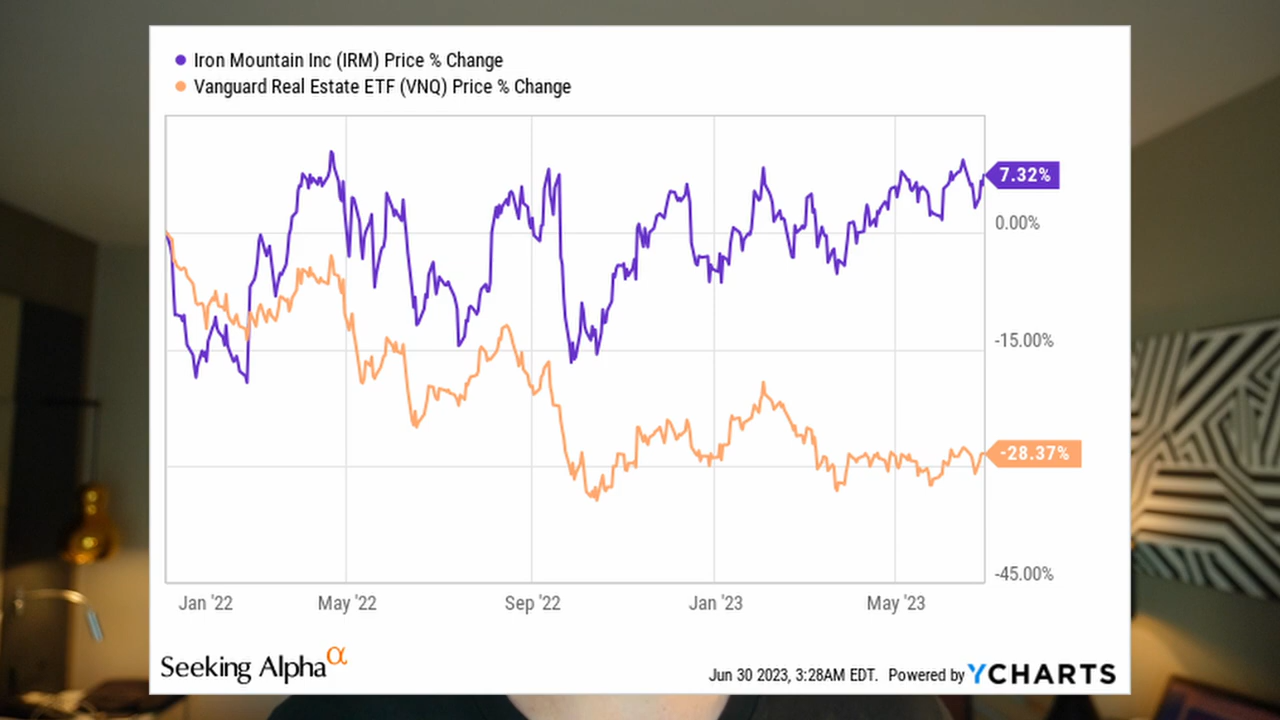 Iron Mountain Inc (IRM) Price % Change
Vanguard Real Estate ETF (VNQ) Price % Change
7.32%
0.00%
-15.00%
-28.37%
-45.00%
Jan '22 May '22 Sep '22 Jan '23 May '23
Seeking Alpha α
Jun 30 2023, 3:28AM EDT. Powered by YCHARTS